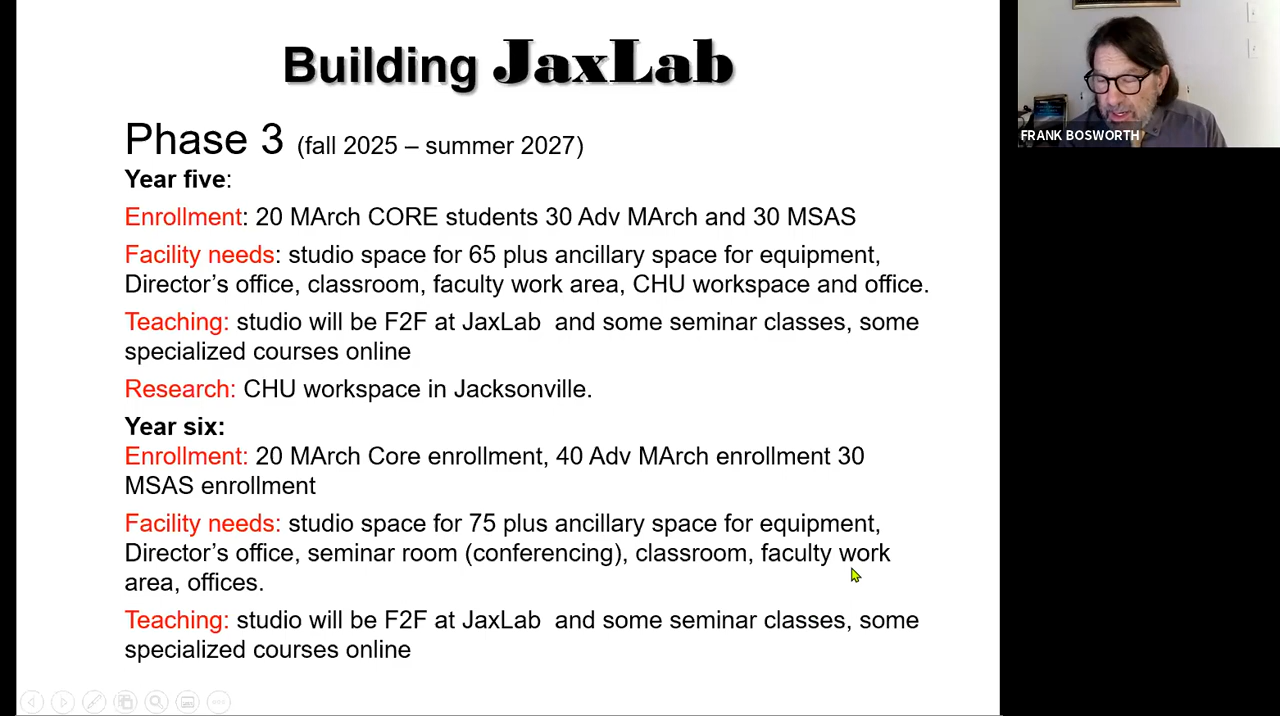 Building JaxLab
Phase 3 (fall 2025 – summer 2027)
Year five:
Enrollment: 20 MArch CORE students 30 Adv MArch and 30 MSAS
Facility needs: studio space for 65 plus ancillary space for equipment,
Director’s office, classroom, faculty work area, CHU workspace and office.
Teaching: studio will be F2F at JaxLab  and some seminar classes, some
specialized courses online
Research: CHU workspace in Jacksonville.
Year six:
Enrollment: 20 MArch Core enrollment, 40 Adv MArch enrollment 30
MSAS enrollment
Facility needs: studio space for 75 plus ancillary space for equipment,
Director’s office, seminar room (conferencing), classroom, faculty work
area, offices.
Teaching: studio will be F2F at JaxLab  and some seminar classes, some
specialized courses online
FRANK BOSWORTH